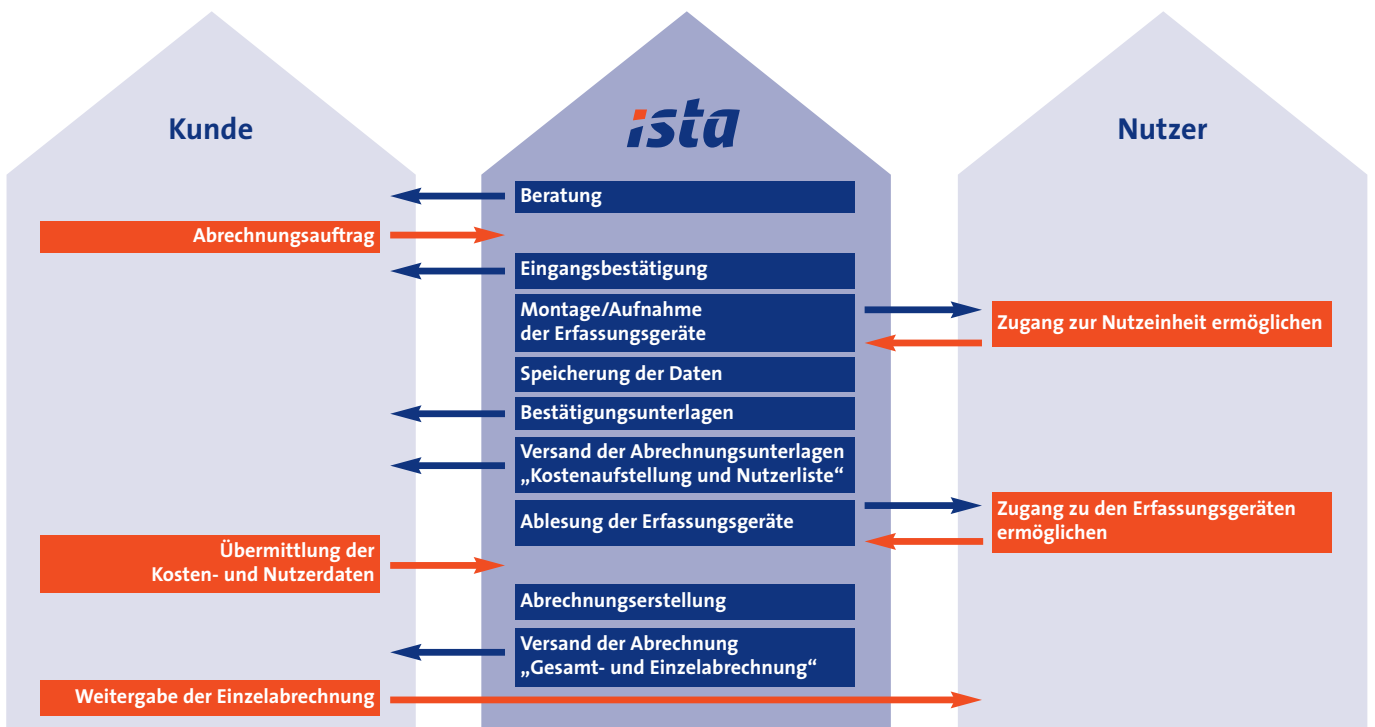 Kunde
ista
Nutzer
Beratung
Abrechnungsauftrag
Eingangsbestätigung
Montage/Aufnahme
der Erfassungsgeräte
Zugang zur Nutzeinheit ermöglichen
Speicherung der Daten
Bestätigungsunterlagen
Versand der Abrechnungsunterlagen
„Kostenaufstellung und Nutzerliste“
Ablesung der Erfassungsgeräte
Zugang zu den Erfassungsgeräten
ermöglichen
Übermittlung der
Kosten- und Nutzerdaten
Abrechnungserstellung
Versand der Abrechnung
„Gesamt- und Einzelabrechnung“
Weitergabe der Einzelabrechnung